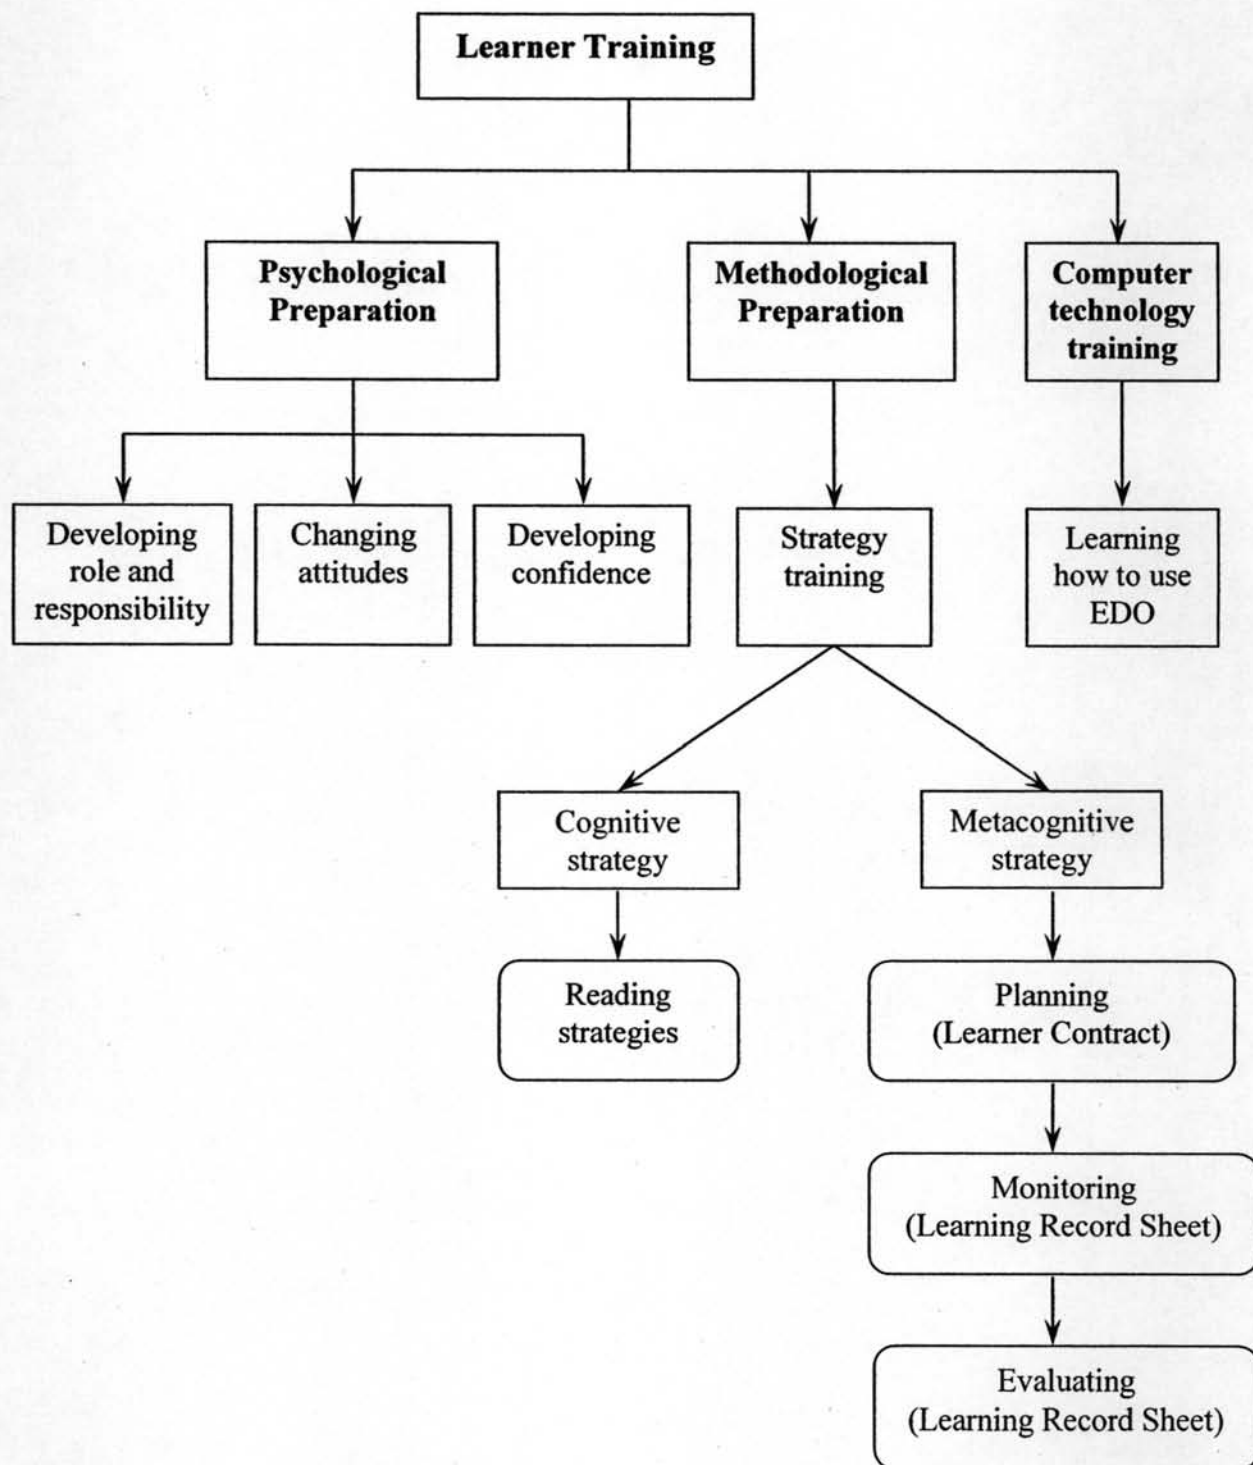 Learner Training
Psychological
Preparation
Methodological
Preparation
Computer
technology
training
Developing
role and
responsibility
Changing
attitudes
Developing
confidence
Strategy
training
Learning
how to use
EDO
Cognitive
strategy
Metacognitive
strategy
Reading
strategies
Planning
(Learner Contract)
Monitoring
(Learning Record Sheet)
Evaluating
(Learning Record Sheet)